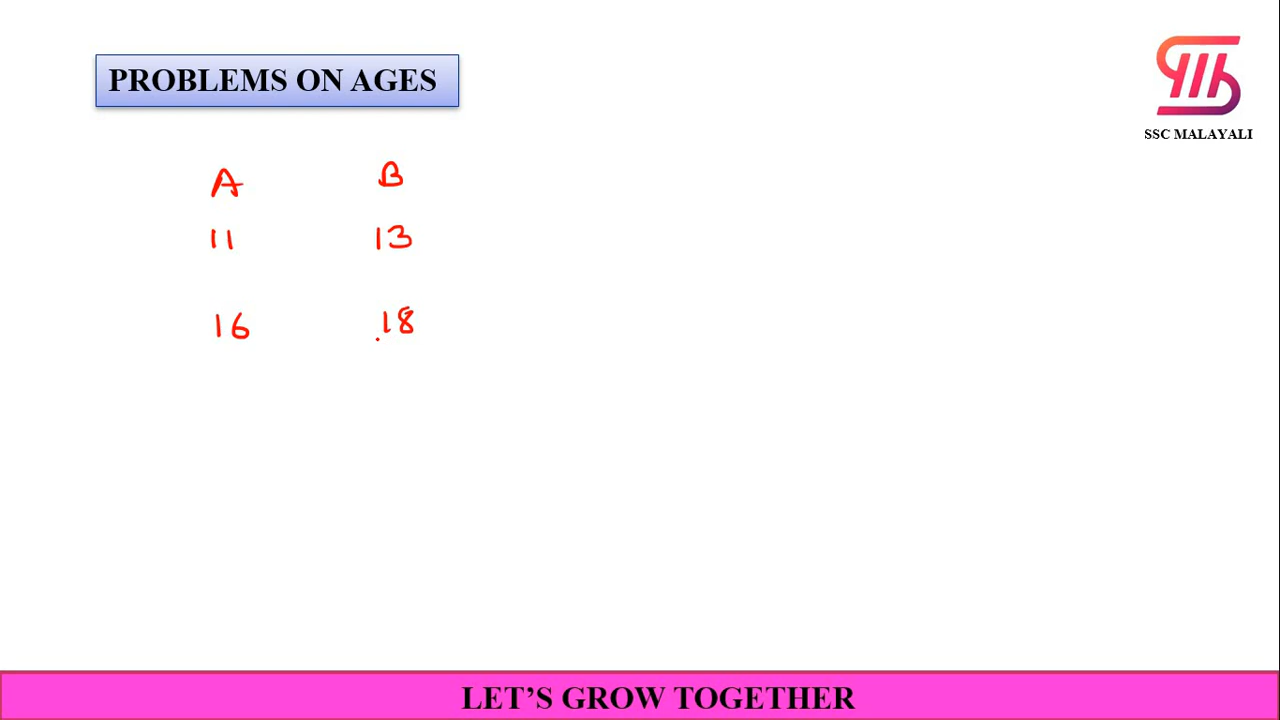 PROBLEMS ON AGES
SSC MALAYALI
A B
11 13
16 18
LET’S GROW TOGETHER